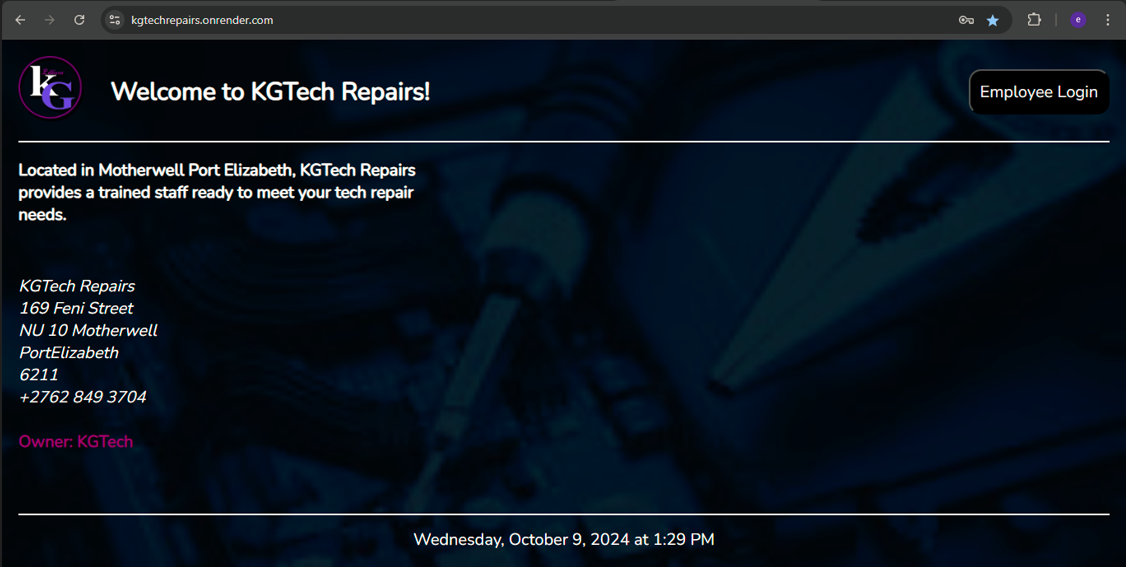 kgtechrepairs.onrender.com
e
KG
Welcome to KGTech Repairs!
Employee Login
Located in Motherwell Port Elizabeth, KGTech Repairs
provides a trained staff ready to meet your tech repair
needs.
KGTech Repairs
169 Feni Street
NU 10 Motherwell
PortElizabeth
6211
+2762 849 3704
Owner: KGTech
Wednesday, October 9, 2024 at 1:29 PM